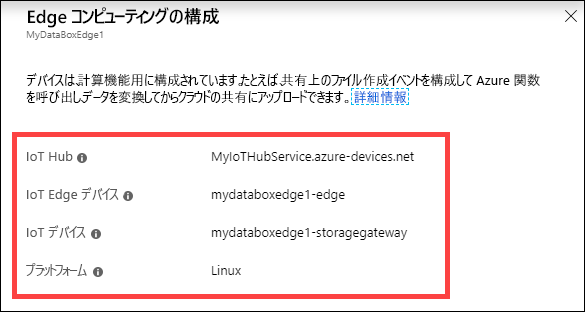 Edge コンピューティングの構成
MyDataBoxEdge1
デバイスは、計算機能用に構成されています。たとえば、共有上のファイル作成イベントを構成して Azure 関数
を呼び出しデータを変換してからクラウドの共有にアップロードできます。 詳細情報
IoT Hub
MyIoTHubService.azure-devices.net
IoT Edge デバイス
mydataboxedge1-edge
IoT デバイス
mydataboxedge1-storagegateway
プラットフォーム
Linux